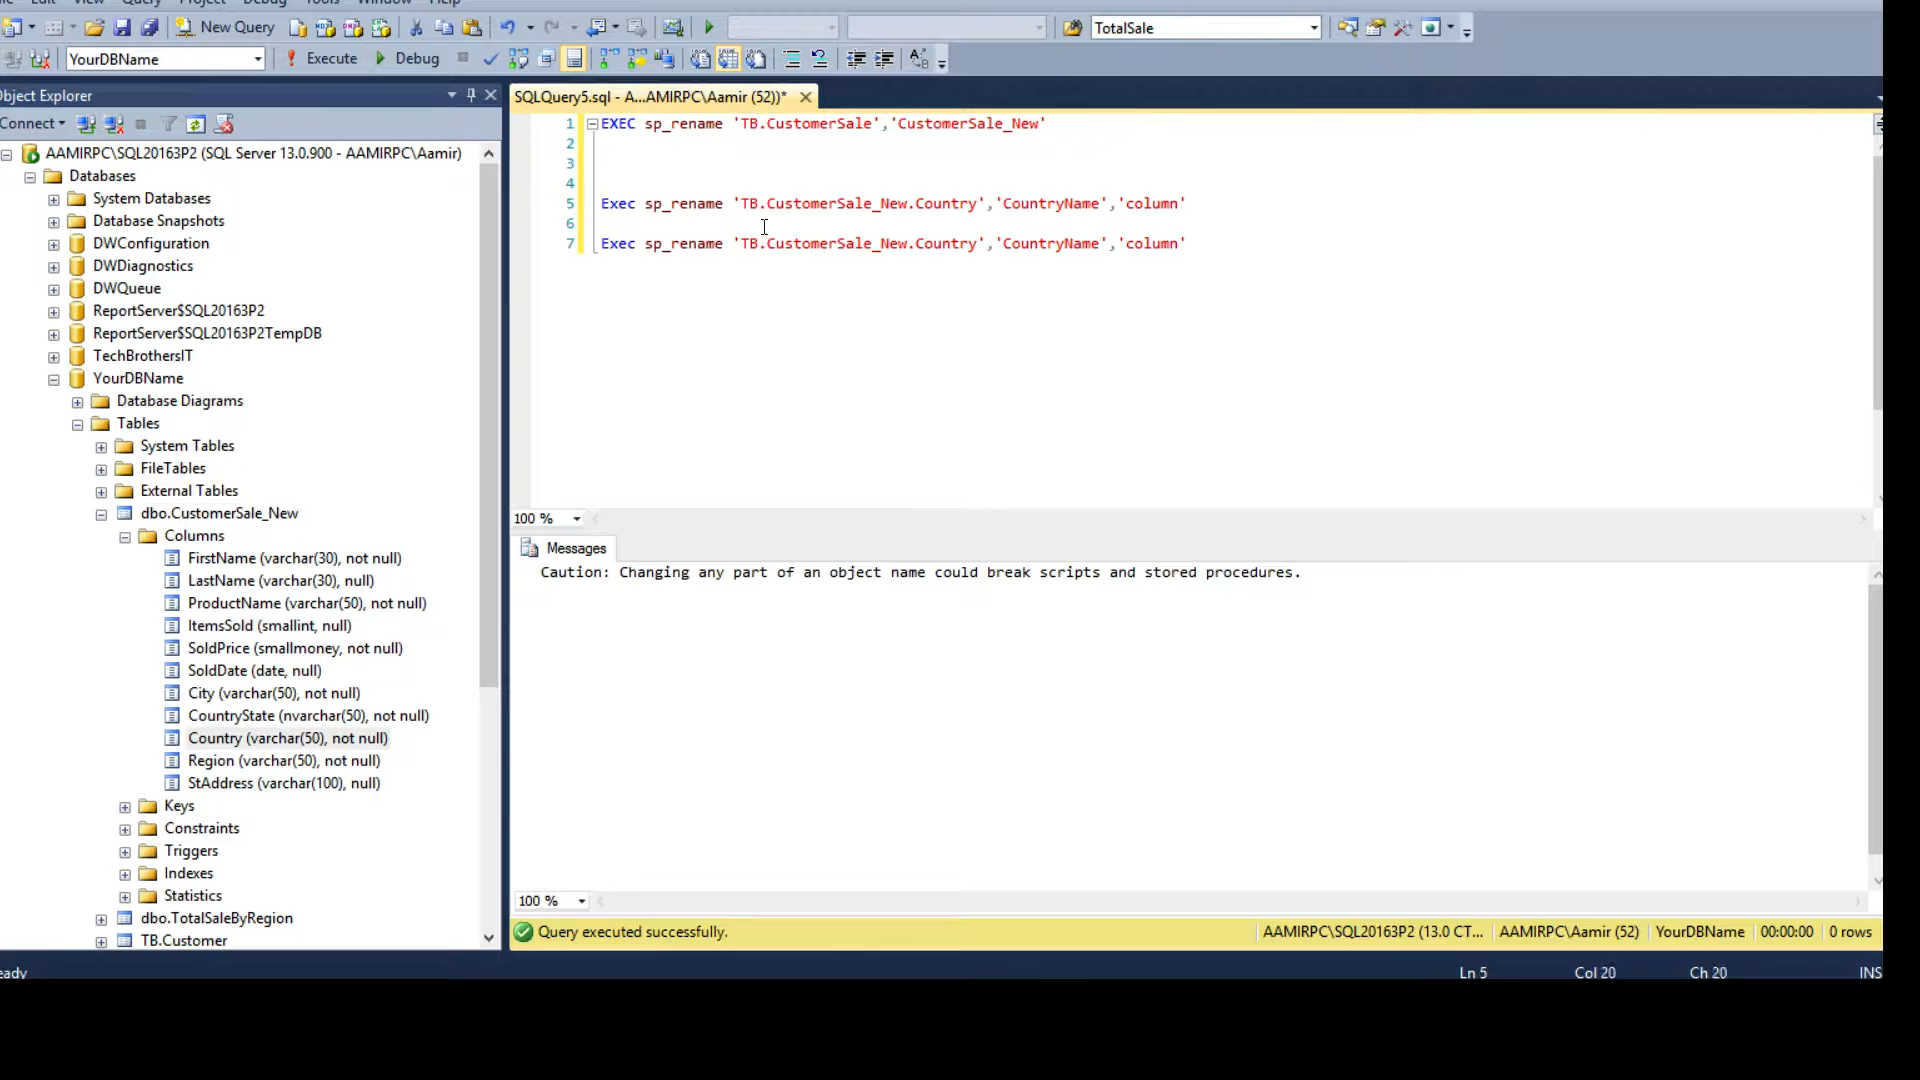 Edit View Query Project Debug Tools Window Help
New Query
TotalSale
YourDBName
Execute
Debug
bject Explorer
Connect
AAMIRPC\SQL20163P2 (SQL Server 13.0.900 - AAMIRPC\Aamir)
Databases
System Databases
Database Snapshots
DWConfiguration
DWDiagnostics
DWQueue
ReportServer$SQL20163P2
ReportServer$SQL20163P2TempDB
TechBrothersIT
YourDBName
Database Diagrams
Tables
System Tables
FileTables
External Tables
dbo.CustomerSale_New
Columns
FirstName (varchar(30), not null)
LastName (varchar(30), null)
ProductName (varchar(50), not null)
ItemsSold (smallint, null)
SoldPrice (smallmoney, not null)
SoldDate (date, null)
City (varchar(50), not null)
CountryState (nvarchar(50), not null)
Country (varchar(50), not null)
Region (varchar(50), not null)
StAddress (varchar(100), null)
Keys
Constraints
Triggers
Indexes
Statistics
dbo.TotalSaleByRegion
TB.Customer
SQLQuery5.sql - A...AMIRPC\Aamir (52))*
1 EXEC sp_rename 'TB.CustomerSale','CustomerSale_New'
2
3
4
5 Exec sp_rename 'TB.CustomerSale_New.Country','CountryName','column'
6
7 Exec sp_rename 'TB.CustomerSale_New.Country','CountryName','column'
100 %
Messages
Caution: Changing any part of an object name could break scripts and stored procedures.
100 %
Query executed successfully.
AAMIRPC\SQL20163P2 (13.0 CT... AAMIRPC\Aamir (52) YourDBName 00:00:00 0 rows
eady
Ln 5 Col 20 Ch 20 INS